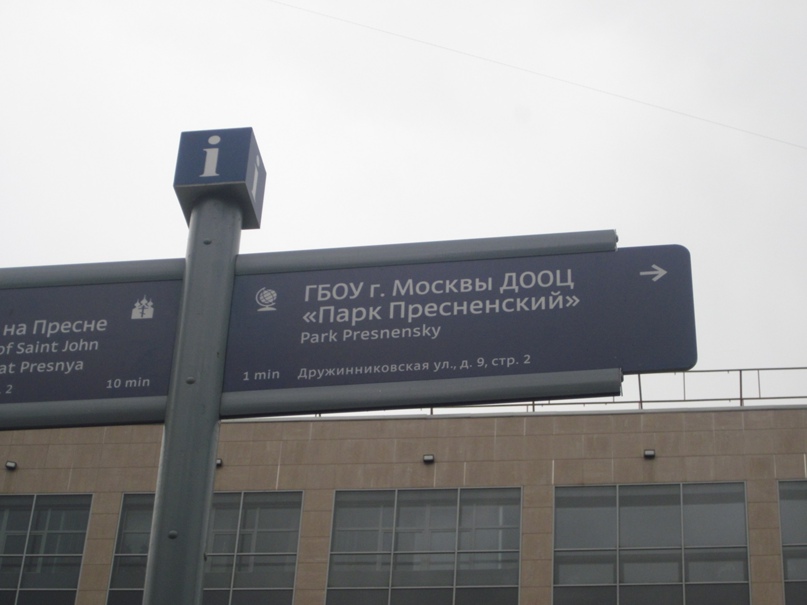 i
i
на Пресне
of Saint John
at Presnya
2
10 min
ГБОУ г. Москвы ДООЦ
«Парк Пресненский»
Park Presnensky
1 min
Дружинниковская ул., д. 9, стр. 2